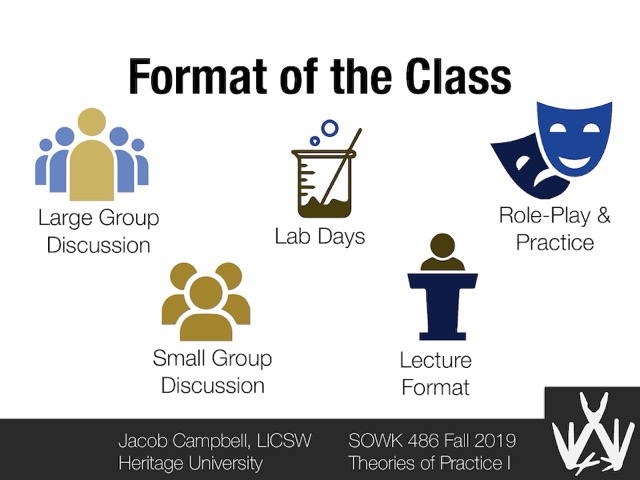 Format of the Class
Large Group
Discussion
Lab Days
Role-Play &
Practice
Small Group
Discussion
Lecture
Format
Jacob Campbell, LICSW
Heritage University
SOWK 486 Fall 2019
Theories of Practice I